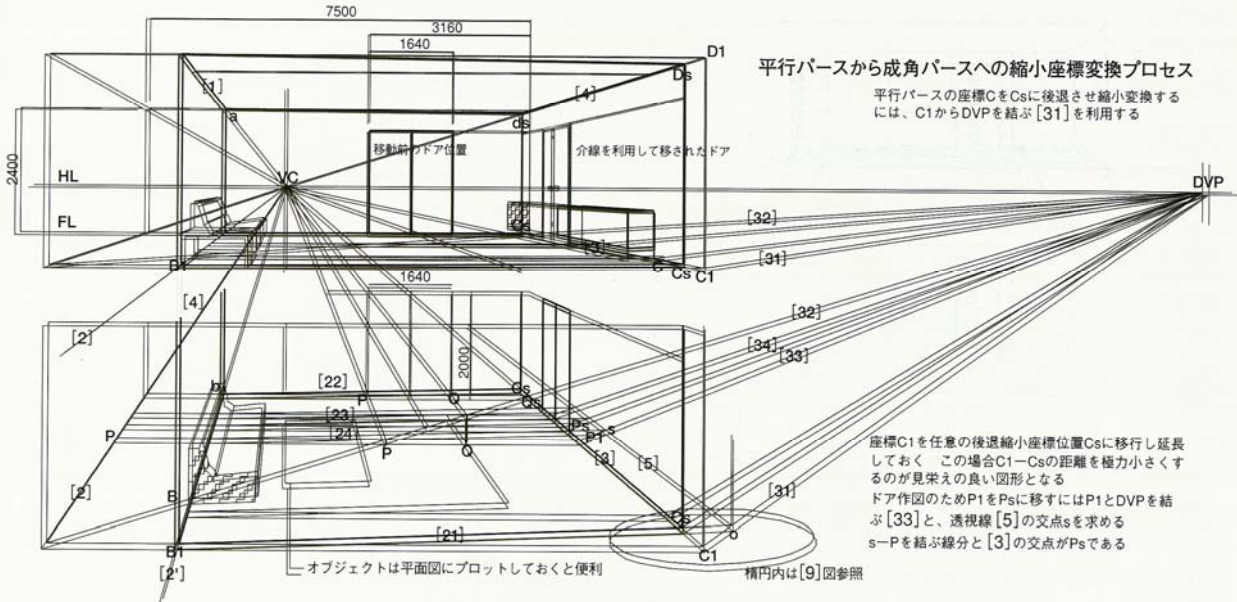 7500
3160
1640
D1
Ds
[1]
[4]
a
ds
平行パースから成角パースへの縮小座標変換プロセス
平行パースの座標CをCsに後退させ縮小変換する
には、C1からDVPを結ぶ[31]を利用する
2400
移動前のドア位置
介線を利用して移されたドア
HL
VC
DVP
FL
[32]
[3]
B1
C
Cs
C1
[31]
1640
[4]
[2]
[32]
2000
[34]
[33]
b
[22]
P
Q
Cs
Qs
[23]
[24]
P
P
Q
Ps
P1
s
[3]
[5]
座標C1を任意の後退縮小座標位置Csに移行し延長
しておく この場合C1ーCsの距離を極力小さくす
るのが見栄えの良い図形となる
ドア作図のためP1をPsに移すにはP1とDVPを結
ぶ[33]と、透視線[5]の交点sを求める
sーPを結ぶ線分と[3]の交点がPsである
[2]
B
[31]
Cs
o
[21]
B1
C1
[2']
オブジェクトは平面図にプロットしておくと便利
楕円内は[9]図参照